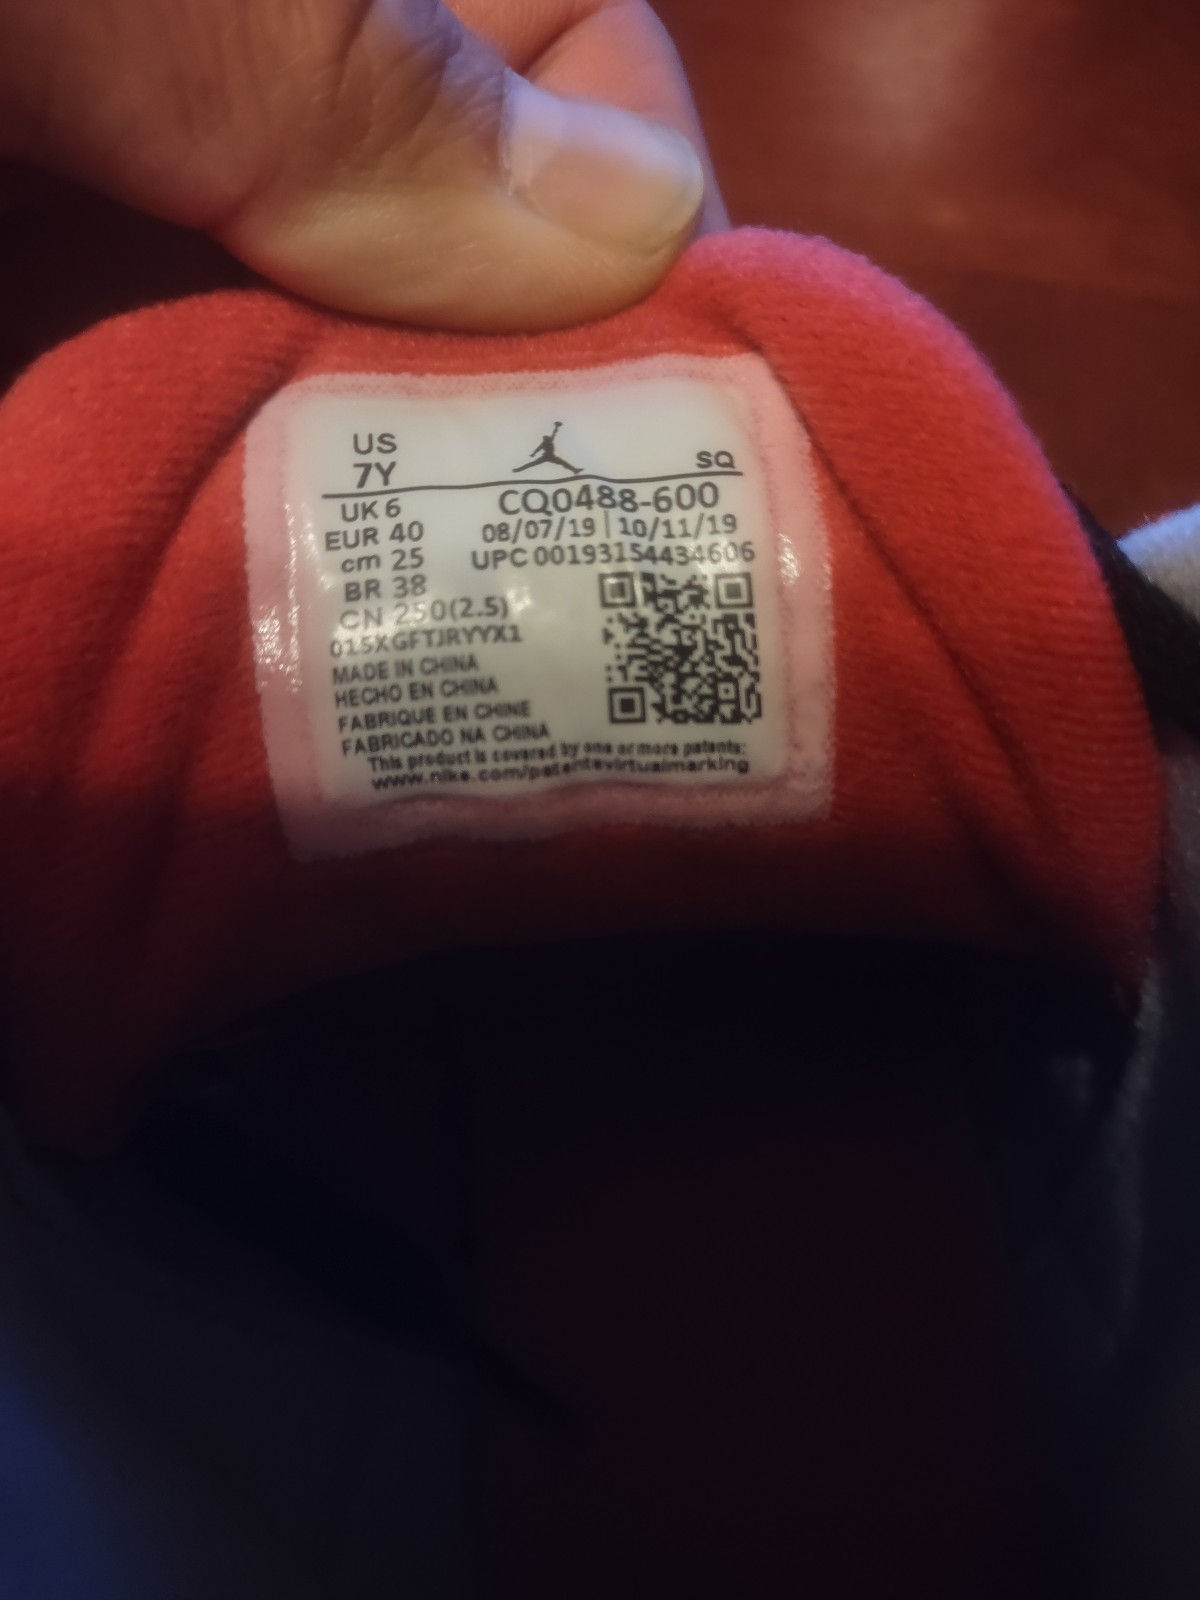 US
7Y
SQ
UK 6
CQ0488-600
EUR 40
08/07/19 | 10/11/19
cm 25
UPC 00193154434606
BR 38
CN 250(2.5)
015XGFTJRYYX1
MADE IN CHINA
HECHO EN CHINA
FABRIQUE EN CHINE
FABRICADO NA CHINA
This product is covered by one or more patents:
www.nike.com/patentsvirtualmarking